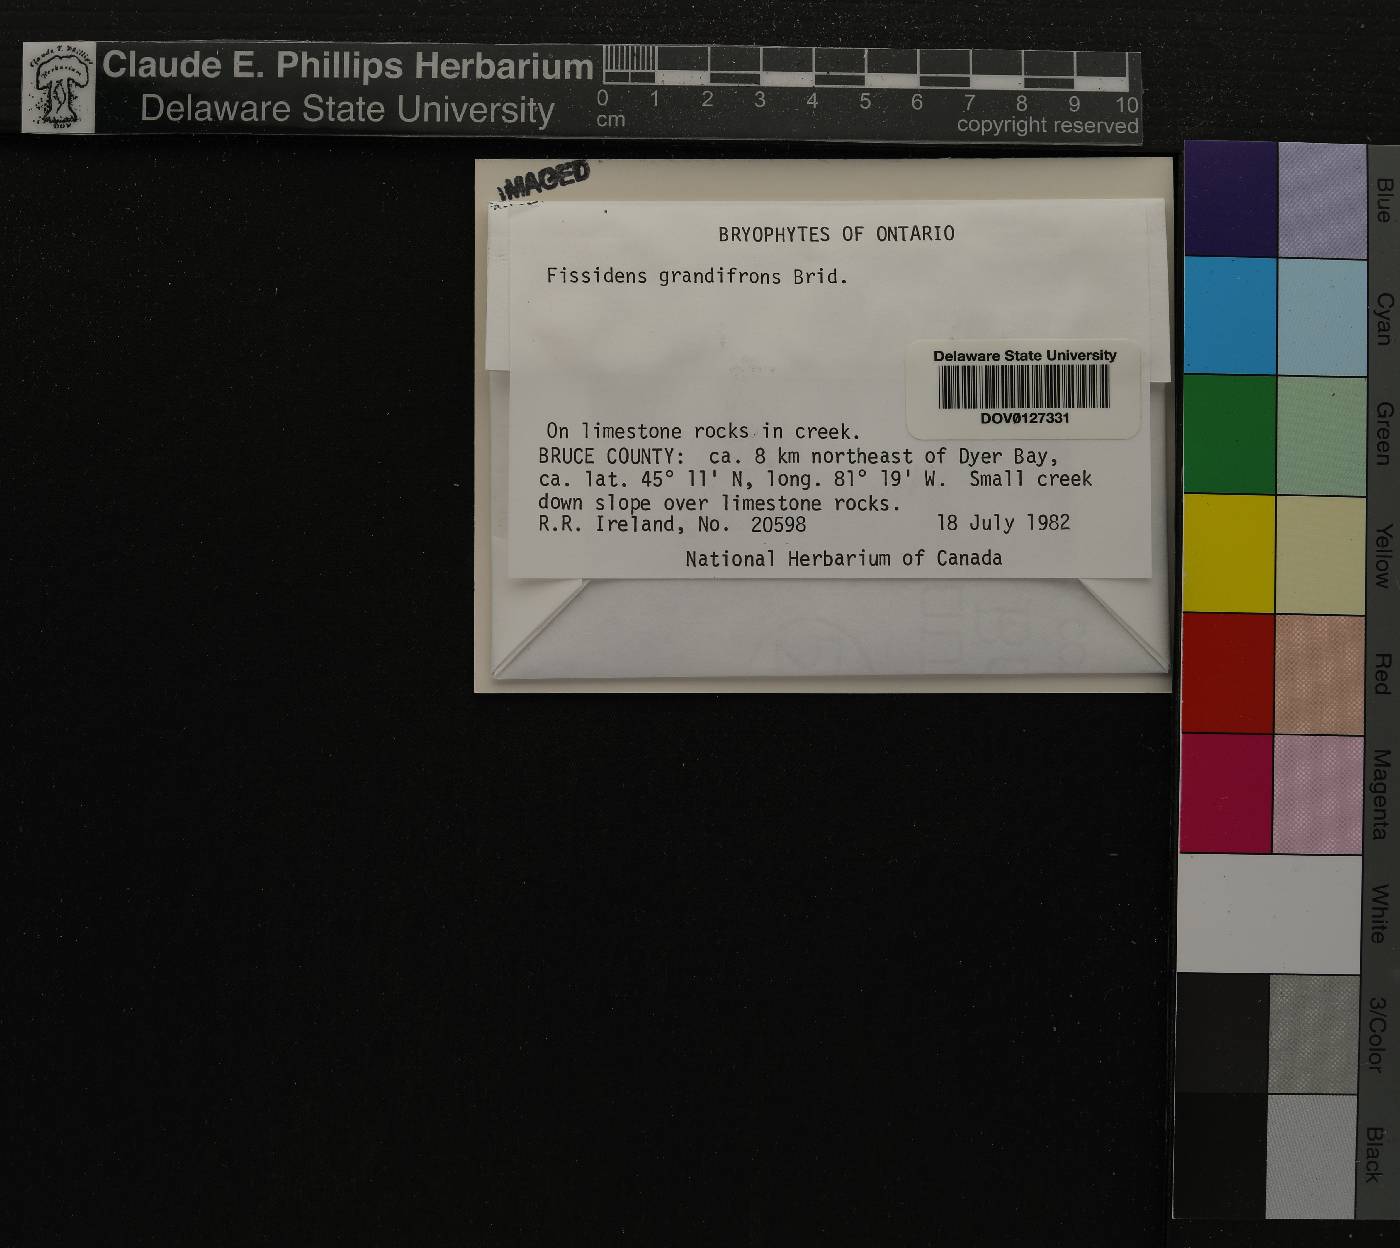 Claude E. Phillips Herbarium
Delaware State University
0 1 2 3 4 5 6 7 8 9 10
cm
copyright reserved
IMAGED
BRYOPHYTES OF ONTARIO
Fissidens grandifrons Brid.
Delaware State University
DOV0127331
On limestone rocks in creek.
BRUCE COUNTY: ca. 8 km northeast of Dyer Bay,
ca. lat. 45° 11' N, long. 81° 19' W. Small creek
down slope over limestone rocks.
R.R. Ireland, No. 20598 18 July 1982
National Herbarium of Canada
Blue
Cyan
Green
Yellow
Red
Magenta
White
3/Color
Black